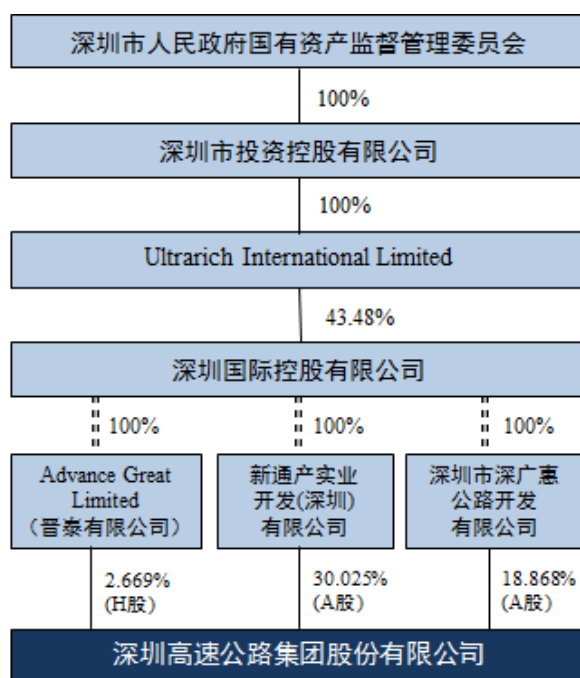 深圳市人民政府国有资产监督管理委员会
100%
深圳市投资控股有限公司
100%
Ultrarich International Limited
43.48%
深圳国际控股有限公司
100%
100%
100%
Advance Great
Limited
（晋泰有限公司）
新通产实业
开发(深圳)
有限公司
深圳市深广惠
公路开发
有限公司
2.669%
(H股)
30.025%
(A股)
18.868%
(A股)
深圳高速公路集团股份有限公司